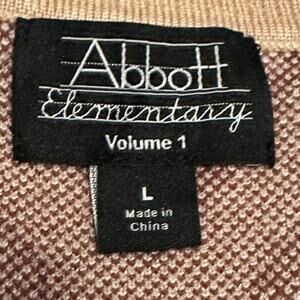 Abbott
Elementary
Volume 1
L
Made in
China